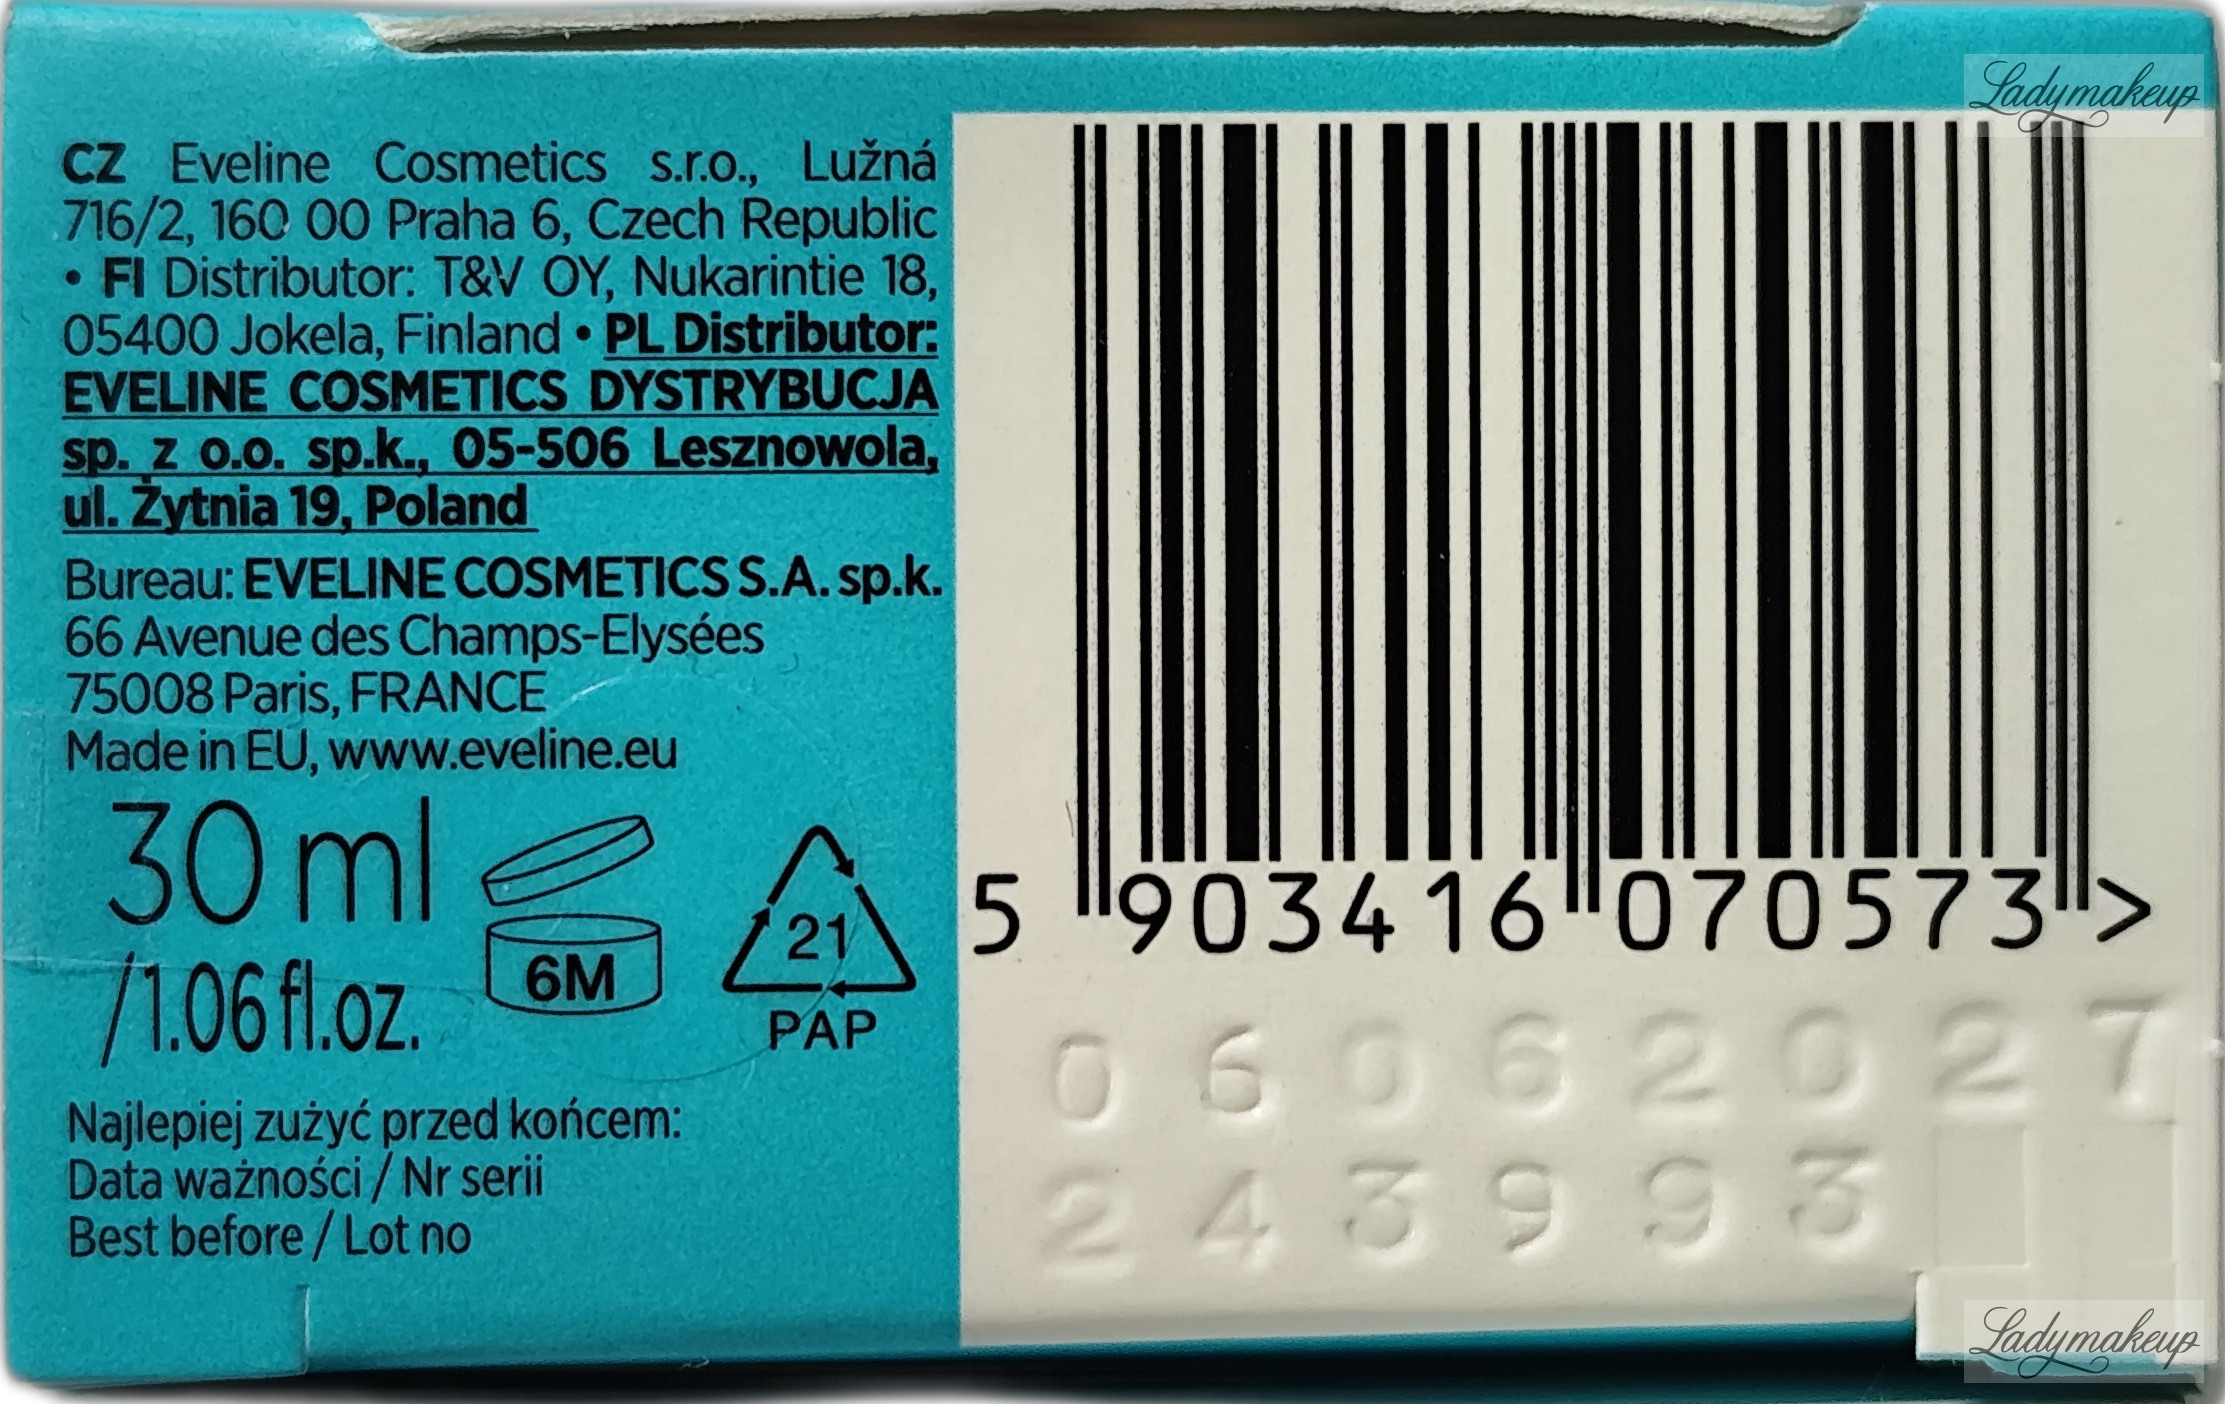 CZ Eveline Cosmetics s.r.o., Lužná
716/2, 160 00 Praha 6, Czech Republic
• FI Distributor: T&V OY, Nukarintie 18,
05400 Jokela, Finland • PL Distributor:
EVELINE COSMETICS DYSTRYBUCJA
sp. z o.o. sp.k., 05-506 Lesznowola,
ul. Żytnia 19, Poland
Bureau: EVELINE COSMETICS S.A. sp.k.
66 Avenue des Champs-Elysées
75008 Paris, FRANCE
Made in EU, www.eveline.eu
30 ml
/1.06 fl.oz.
6M
21
PAP
Najlepiej zużyć przed końcem:
Data ważności / Nr serii
Best before / Lot no
Ladymakeup
5 903416 070573 >
06062027
243993
Ladymakeup